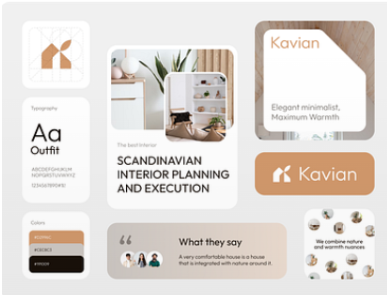 Typography
Aa
Outfit
ABCDEFGHIJKLM
NOPQRSTUVWXYZ
1234567890
Colors
The best interior
SCANDINAVIAN
INTERIOR PLANNING
AND EXECUTION
Kavian
Elegant minimalist,
Maximum Warmth
Kavian
What they say
A very comfortable house is a house
that is integrated with nature around it.
We combine nature
and warmth nuances